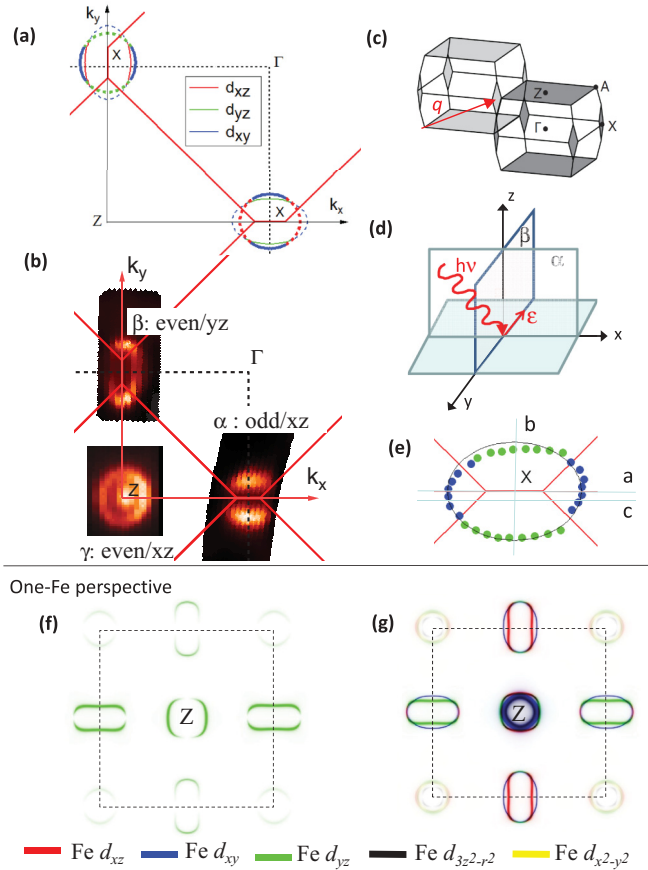 (a)
k_y
X
Γ
d_xz
d_yz
d_xy
Z
X
k_x
(b)
k_y
β: even/yz
Γ
α : odd/xz
k_x
Z
γ: even/xz
(c)
q
Z
A
Γ
X
(d)
z
β
hν
α
ε
x
y
(e)
b
X
a
c
One-Fe perspective
(f)
Z
(g)
Z
Fe d_xz
Fe d_xy
Fe d_yz
Fe d_3z²-r²
Fe d_x²-y²